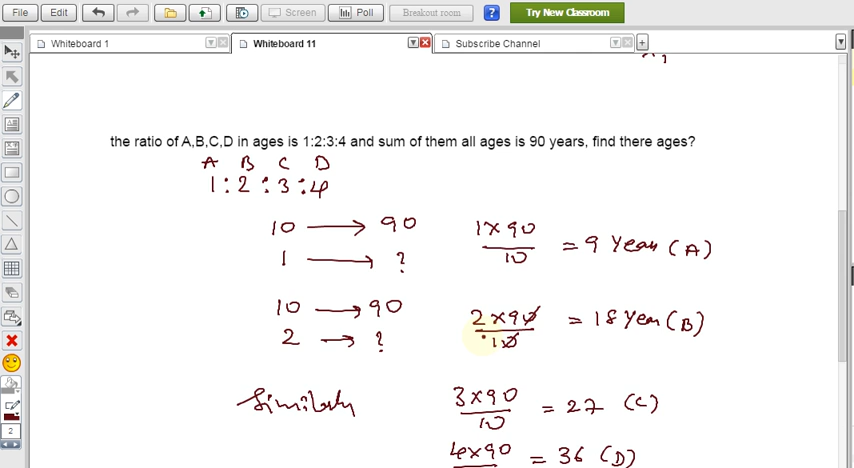 File Edit Screen Poll Breakout room ? Try New Classroom
Whiteboard 1 Whiteboard 11 Subscribe Channel
the ratio of A,B,C,D in ages is 1:2:3:4 and sum of them all ages is 90 years, find there ages?
A B C D
1 : 2 : 3 : 4
10 → 90 1 x 90
1 → ? 10 = 9 Year (A)
10 → 90 2 x 90
2 → ? 10 = 18 Year (B)
Similarly 3 x 90
10 = 27 (C)
4 x 90 = 36 (D)
2